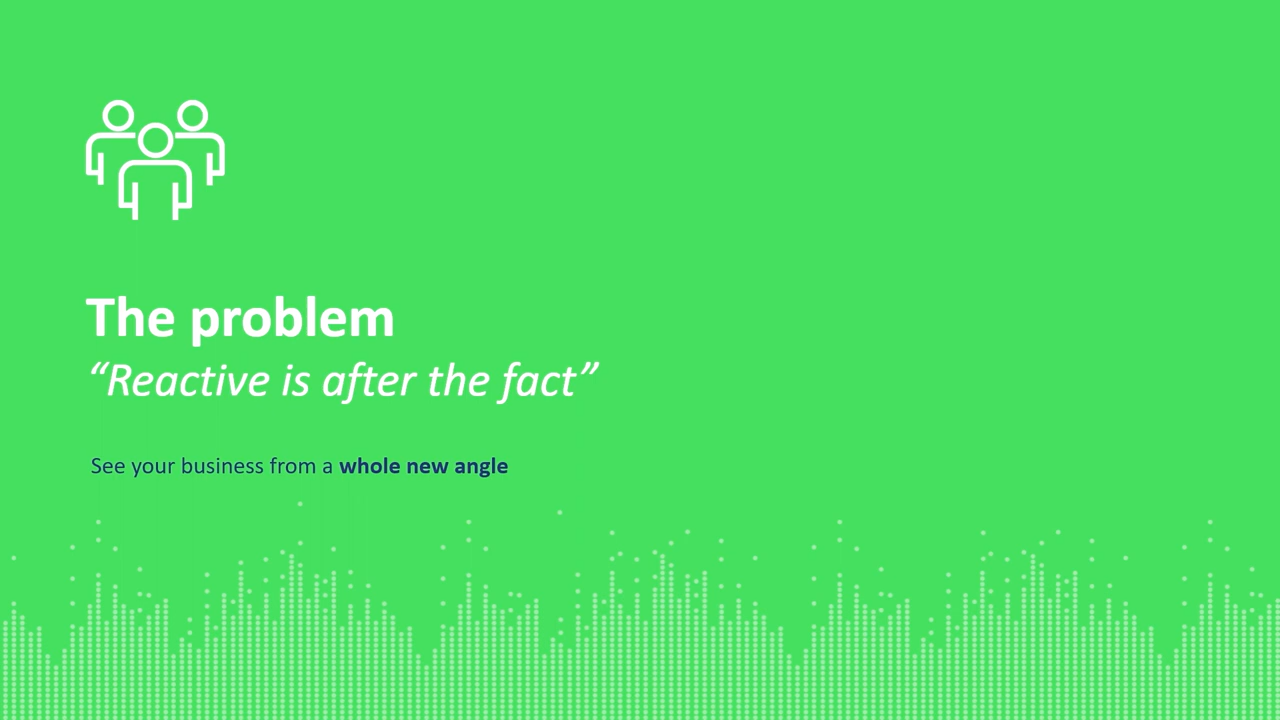 The problem
“Reactive is after the fact”
See your business from a whole new angle